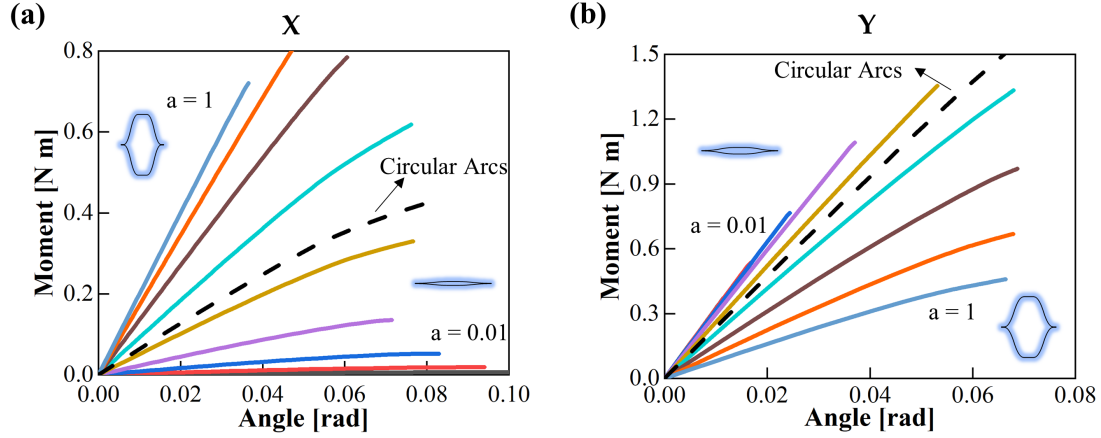 (a)
X
0.8
0.6
0.4
0.2
0.0
Moment [N m]
a = 1
Circular Arcs
a = 0.01
0.00 0.02 0.04 0.06 0.08 0.10
Angle [rad]
(b)
Y
1.5
1.2
0.9
0.6
0.3
0.0
Moment [N m]
Circular Arcs
a = 0.01
a = 1
0.00 0.02 0.04 0.06 0.08
Angle [rad]